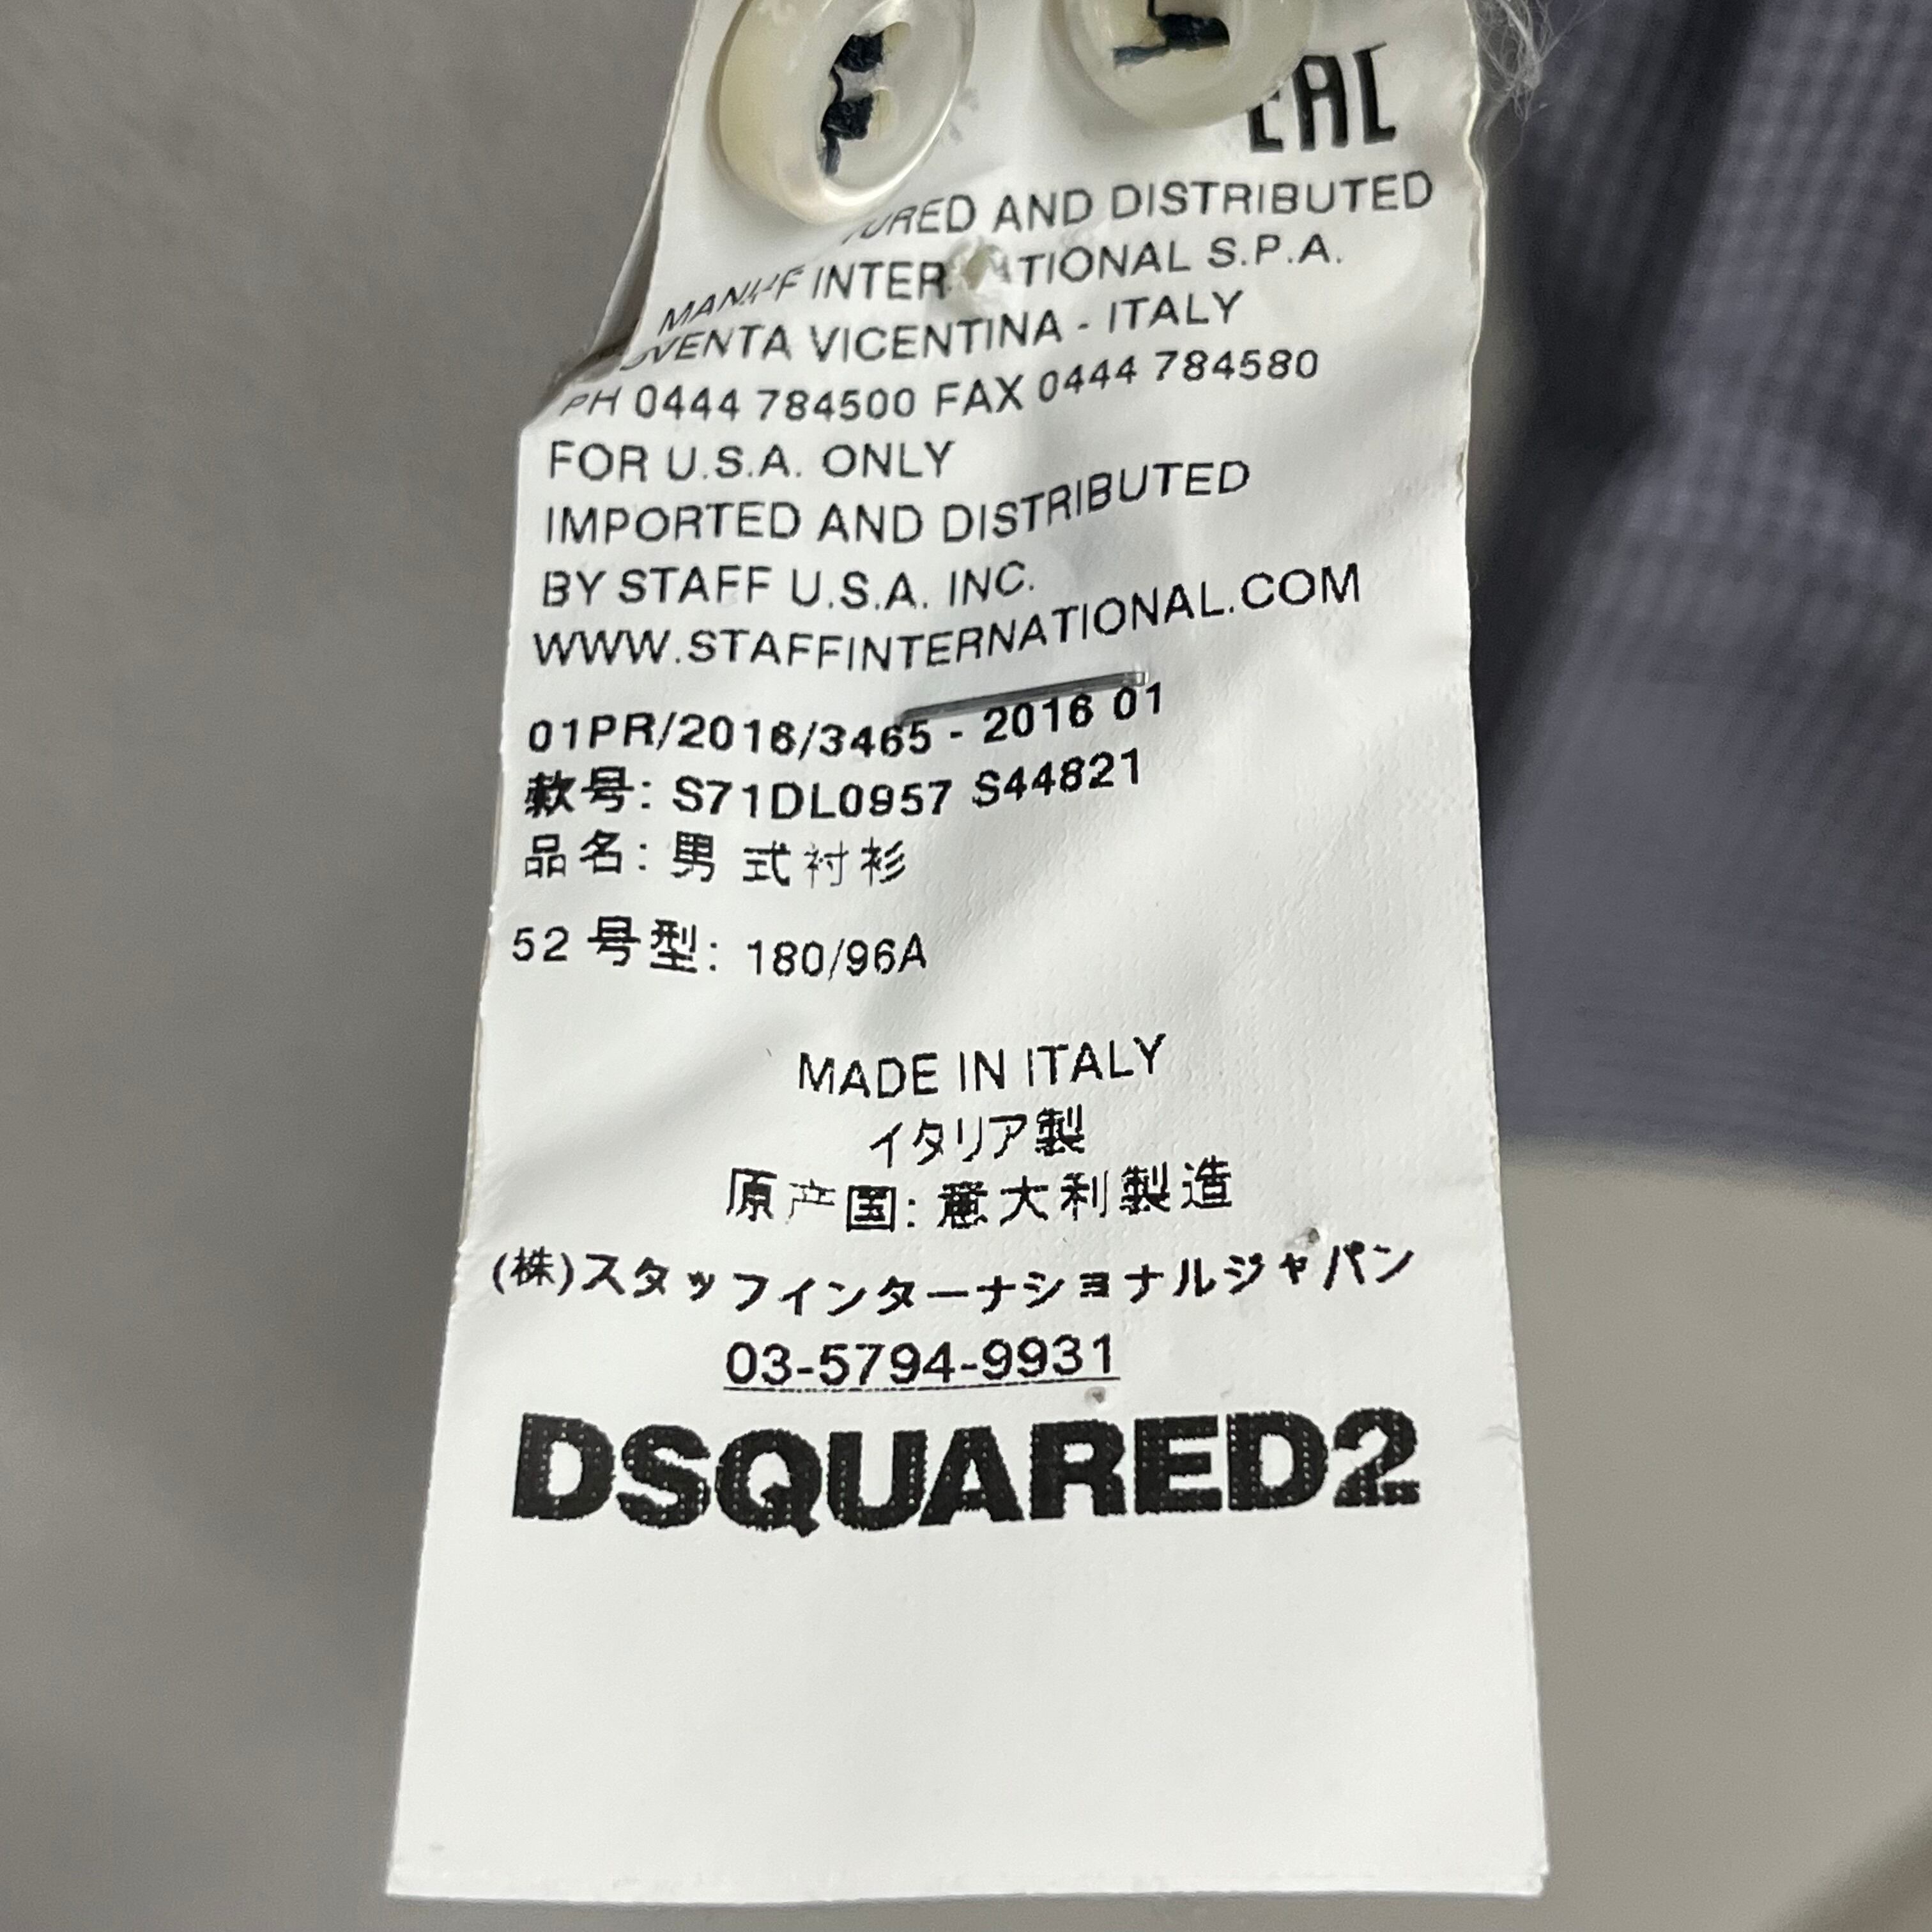 EAC
AND DISTRIBUTED
S.P.A.
VICENTINA - ITALY
PH 0444 784500 FAX 0444 784580
FOR U.S.A. ONLY
IMPORTED AND DISTRIBUTED
BY STAFF U.S.A. INC.
WWW.STAFFINTERNATIONAL.COM
01PR/2016/3465 - 2016 01
款号: S71DL0957 S44821
品名: 男 式衬衫
52 号型: 180/96A
MADE IN ITALY
イタリア製
原产国: 意大利製造
(株)スタッフインターナショナルジャパン
03-5794-9931
DSQUARED2